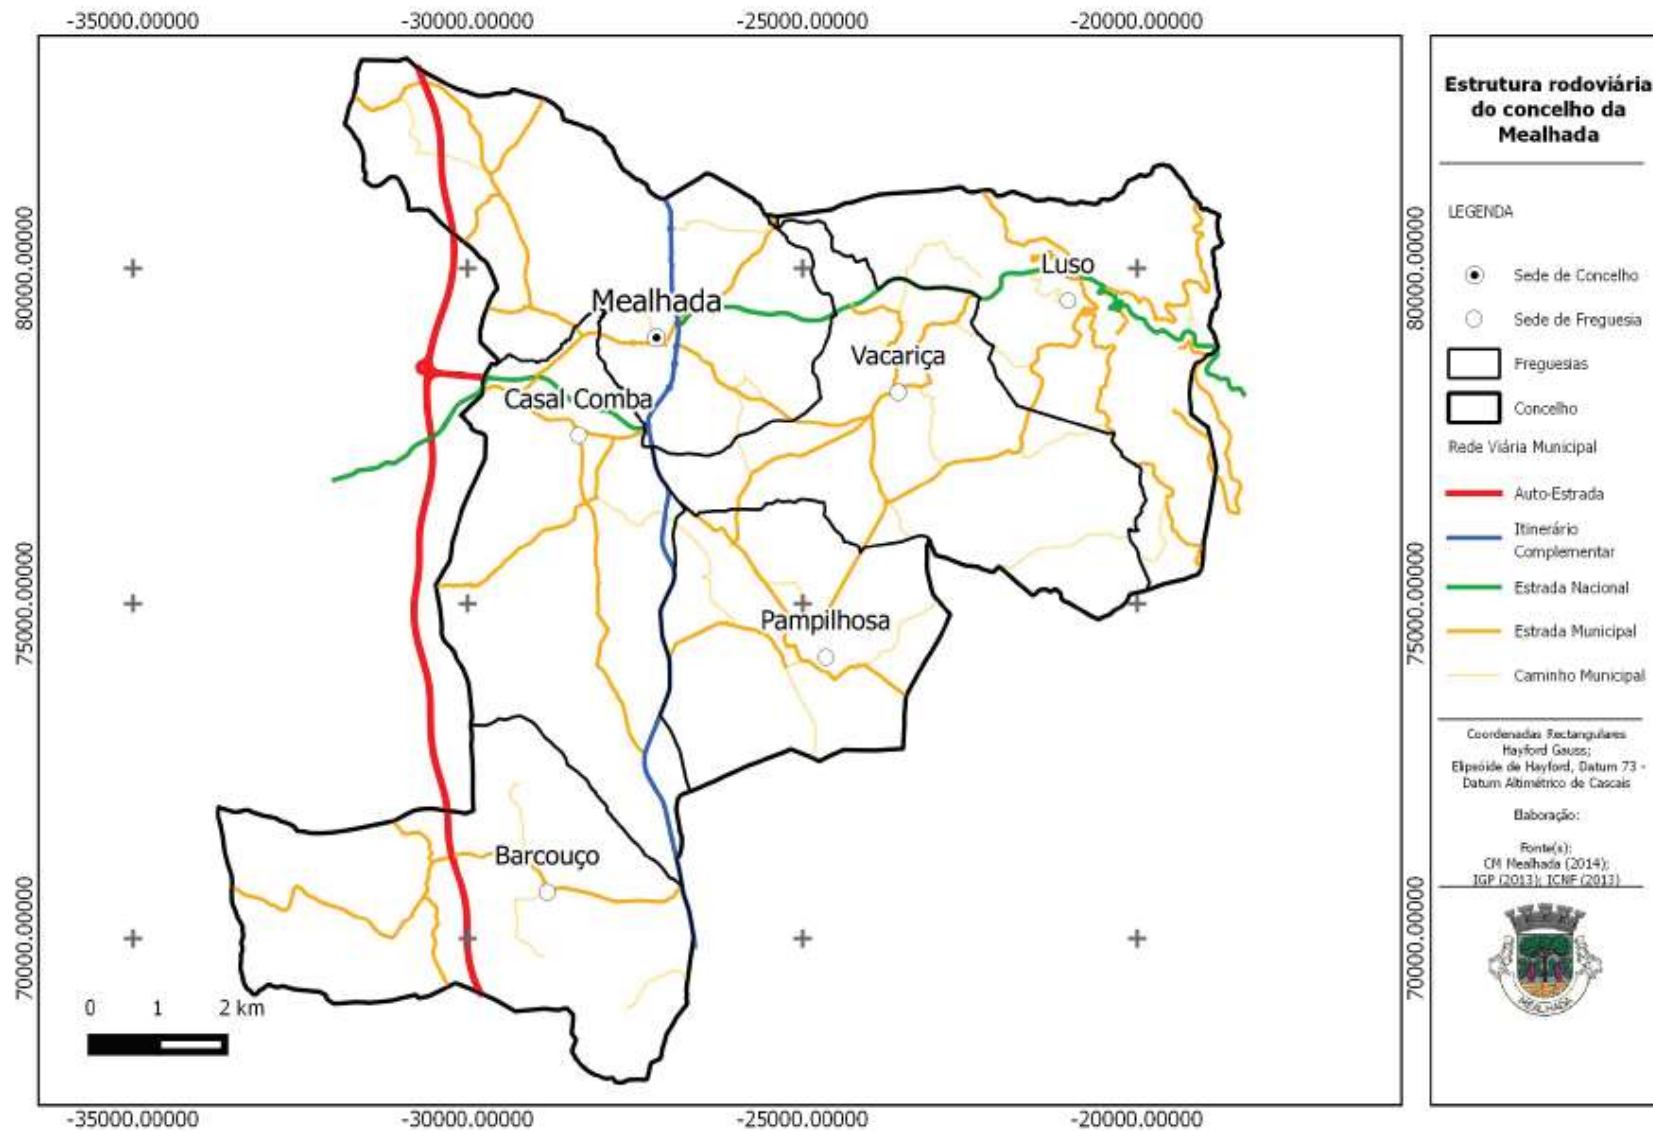 -35000.00000 -30000.00000 -25000.00000 -20000.00000
80000.00000
75000.00000
70000.00000
Luso
Mealhada
Vacariça
Casal Comba
Pampilhosa
Barcouço
0 1 2 km
80000.00000
75000.00000
70000.00000
-35000.00000 -30000.00000 -25000.00000 -20000.00000
Estrutura rodoviária
do concelho da
Mealhada
LEGENDA
Sede de Concelho
Sede de Freguesia
Freguesias
Concelho
Rede Viária Municipal
Auto-Estrada
Itinerário
Complementar
Estrada Nacional
Estrada Municipal
Caminho Municipal
Coordenadas Rectangulares
Hayford Gauss;
Elipsóide de Hayford, Datum 73 -
Datum Altimétrico de Cascais
Elaboração:
Fonte(s):
CM Mealhada (2014);
IGP (2013); ICNF (2013)
MEALHADA